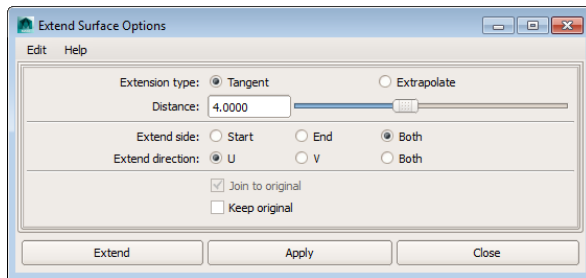 Extend Surface Options
Edit Help
Extension type: Tangent Extrapolate
Distance: 4.0000
Extend side: Start End Both
Extend direction: U V Both
Join to original
Keep original
Extend Apply Close